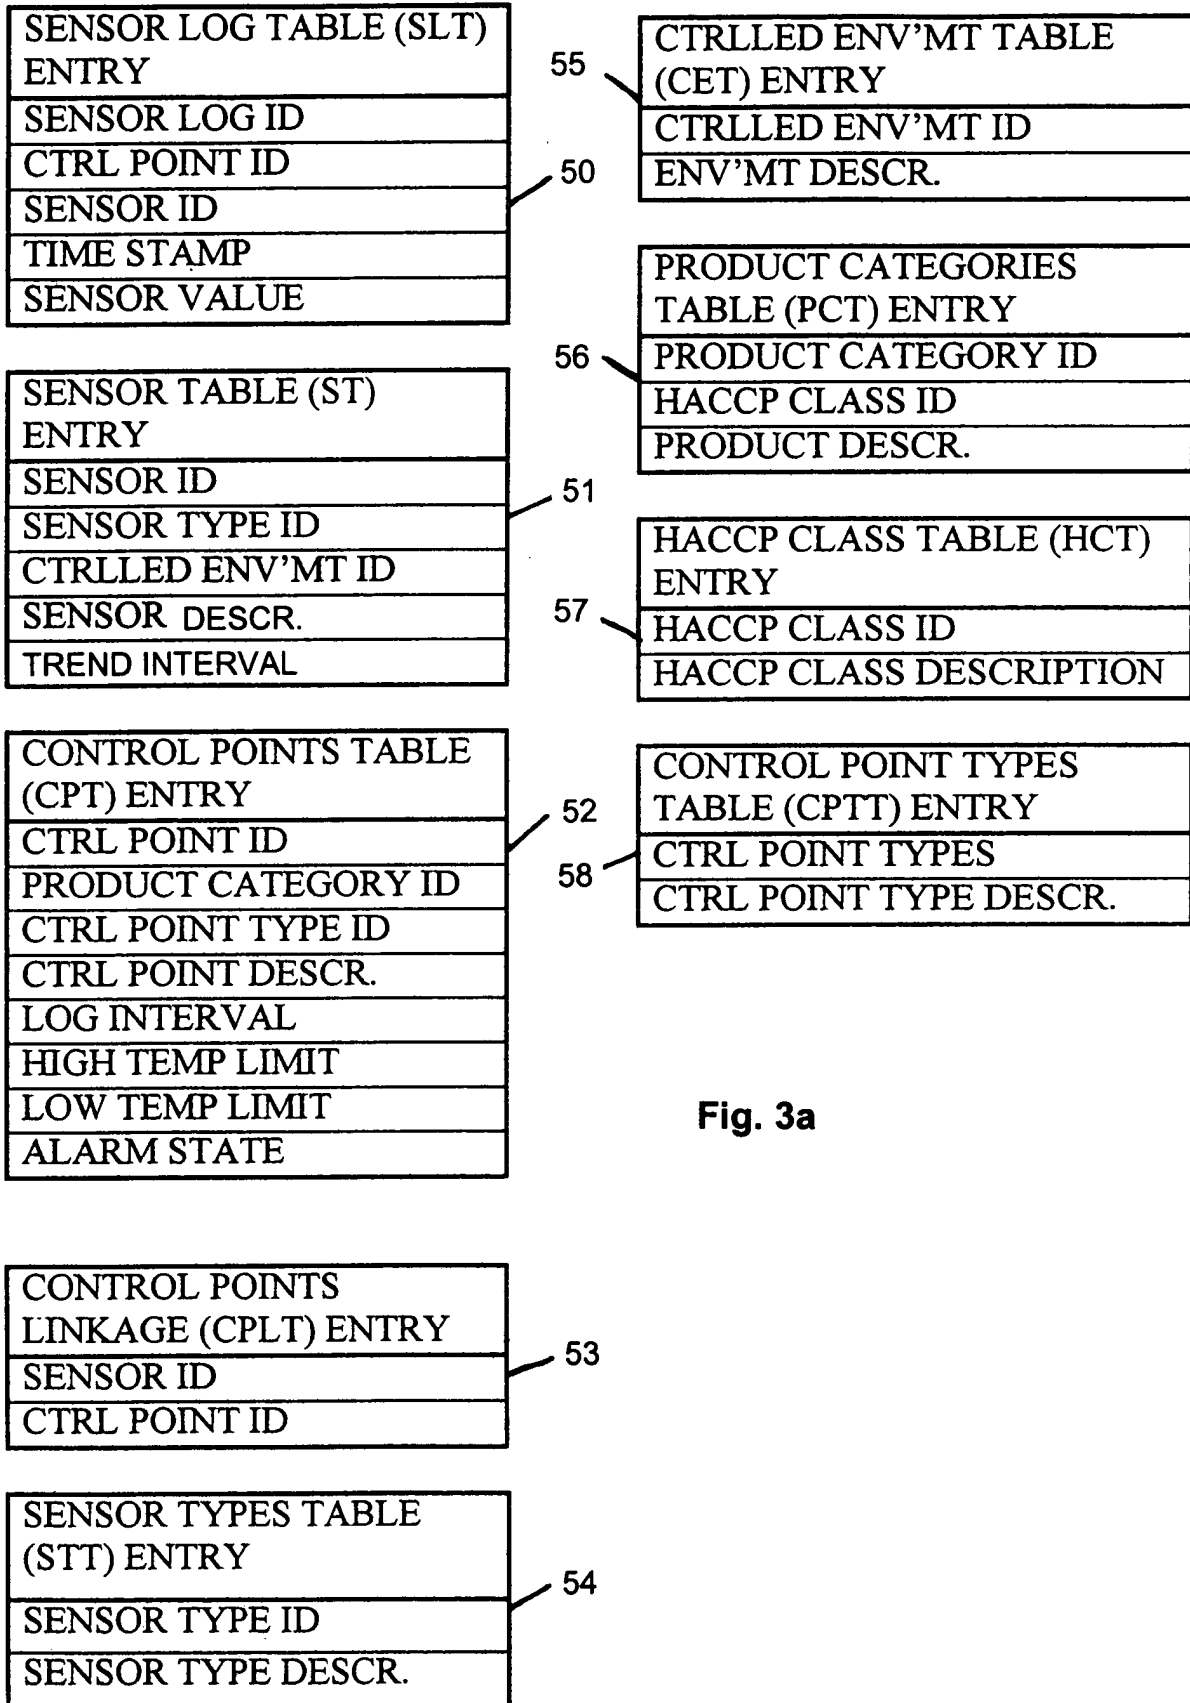 SENSOR LOG TABLE (SLT)
ENTRY
SENSOR LOG ID
CTRL POINT ID
SENSOR ID
TIME STAMP
SENSOR VALUE
50
SENSOR TABLE (ST)
ENTRY
SENSOR ID
SENSOR TYPE ID
CTRLLED ENV'MT ID
SENSOR DESCR.
TREND INTERVAL
51
CONTROL POINTS TABLE
(CPT) ENTRY
CTRL POINT ID
PRODUCT CATEGORY ID
CTRL POINT TYPE ID
CTRL POINT DESCR.
LOG INTERVAL
HIGH TEMP LIMIT
LOW TEMP LIMIT
ALARM STATE
52
CONTROL POINTS
LINKAGE (CPLT) ENTRY
SENSOR ID
CTRL POINT ID
53
SENSOR TYPES TABLE
(STT) ENTRY
SENSOR TYPE ID
SENSOR TYPE DESCR.
54
55
CTRLLED ENV'MT TABLE
(CET) ENTRY
CTRLLED ENV'MT ID
ENV'MT DESCR.
56
PRODUCT CATEGORIES
TABLE (PCT) ENTRY
PRODUCT CATEGORY ID
HACCP CLASS ID
PRODUCT DESCR.
57
HACCP CLASS TABLE (HCT)
ENTRY
HACCP CLASS ID
HACCP CLASS DESCRIPTION
58
CONTROL POINT TYPES
TABLE (CPTT) ENTRY
CTRL POINT TYPES
CTRL POINT TYPE DESCR.
Fig. 3a